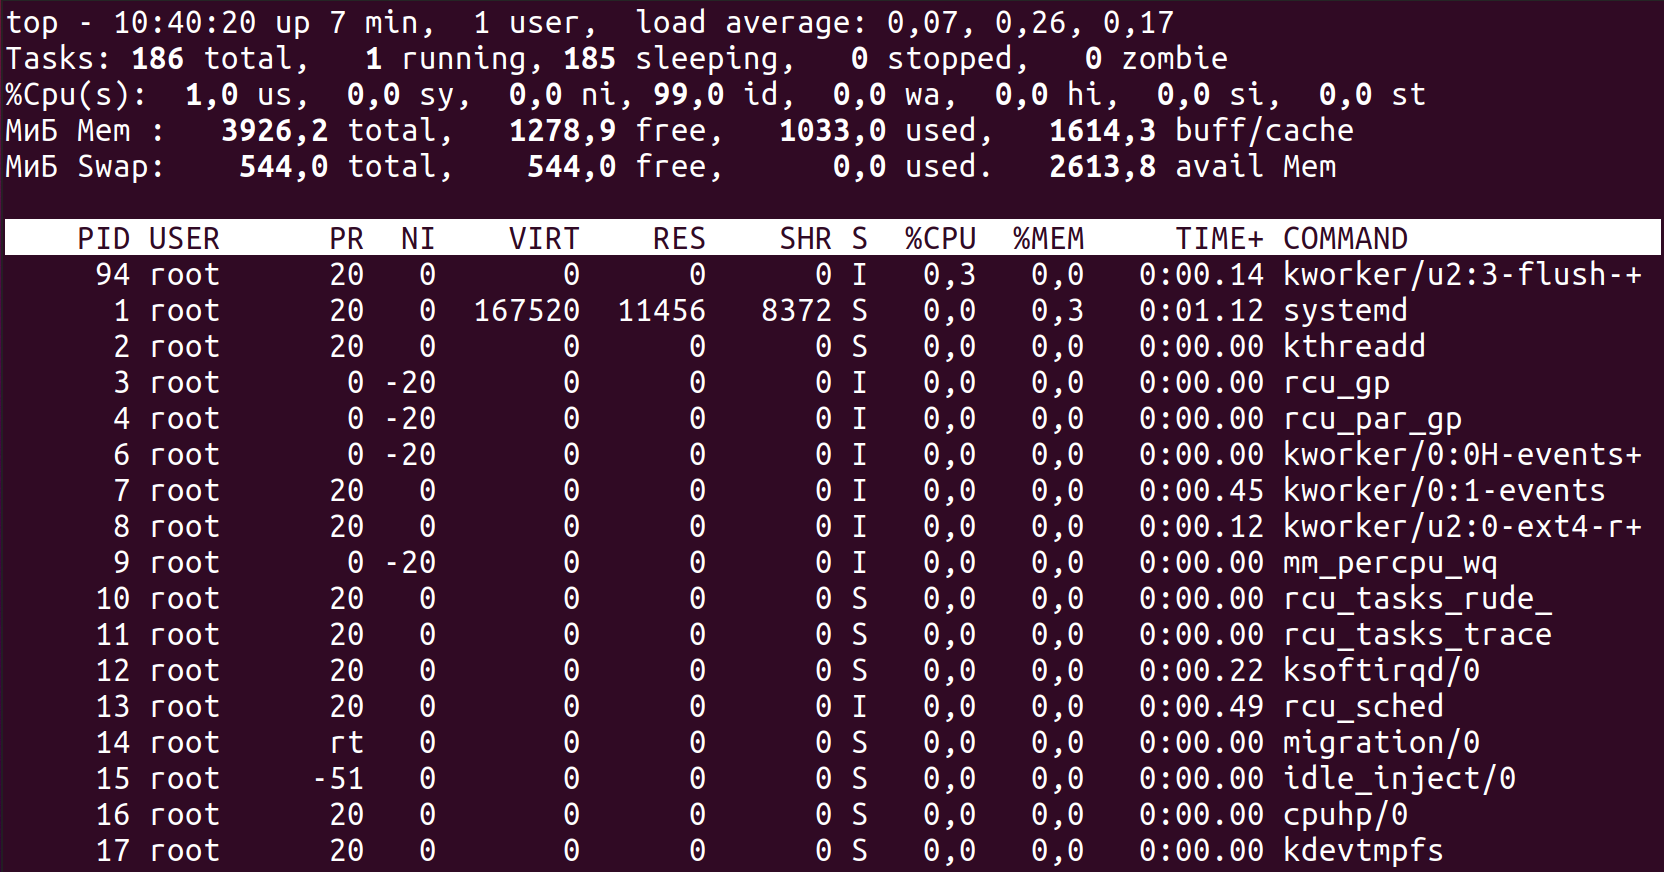 top - 10:40:20 up 7 min,  1 user,  load average: 0,07, 0,26, 0,17
Tasks: 186 total,   1 running, 185 sleeping,   0 stopped,   0 zombie
%Cpu(s):  1,0 us,  0,0 sy,  0,0 ni, 99,0 id,  0,0 wa,  0,0 hi,  0,0 si,  0,0 st
МиБ Mem :   3926,2 total,   1278,9 free,   1033,0 used,   1614,3 buff/cache
МиБ Swap:    544,0 total,    544,0 free,      0,0 used.   2613,8 avail Mem
    PID USER      PR  NI    VIRT    RES    SHR S  %CPU  %MEM     TIME+ COMMAND
     94 root      20   0       0      0      0 I   0,3   0,0   0:00.14 kworker/u2:3-flush-+
      1 root      20   0  167520  11456   8372 S   0,0   0,3   0:01.12 systemd
      2 root      20   0       0      0      0 S   0,0   0,0   0:00.00 kthreadd
      3 root       0 -20       0      0      0 I   0,0   0,0   0:00.00 rcu_gp
      4 root       0 -20       0      0      0 I   0,0   0,0   0:00.00 rcu_par_gp
      6 root       0 -20       0      0      0 I   0,0   0,0   0:00.00 kworker/0:0H-events+
      7 root      20   0       0      0      0 I   0,0   0,0   0:00.45 kworker/0:1-events
      8 root      20   0       0      0      0 I   0,0   0,0   0:00.12 kworker/u2:0-ext4-r+
      9 root       0 -20       0      0      0 I   0,0   0,0   0:00.00 mm_percpu_wq
     10 root      20   0       0      0      0 S   0,0   0,0   0:00.00 rcu_tasks_rude_
     11 root      20   0       0      0      0 S   0,0   0,0   0:00.00 rcu_tasks_trace
     12 root      20   0       0      0      0 S   0,0   0,0   0:00.22 ksoftirqd/0
     13 root      20   0       0      0      0 I   0,0   0,0   0:00.49 rcu_sched
     14 root      rt   0       0      0      0 S   0,0   0,0   0:00.00 migration/0
     15 root     -51   0       0      0      0 S   0,0   0,0   0:00.00 idle_inject/0
     16 root      20   0       0      0      0 S   0,0   0,0   0:00.00 cpuhp/0
     17 root      20   0       0      0      0 S   0,0   0,0   0:00.00 kdevtmpfs